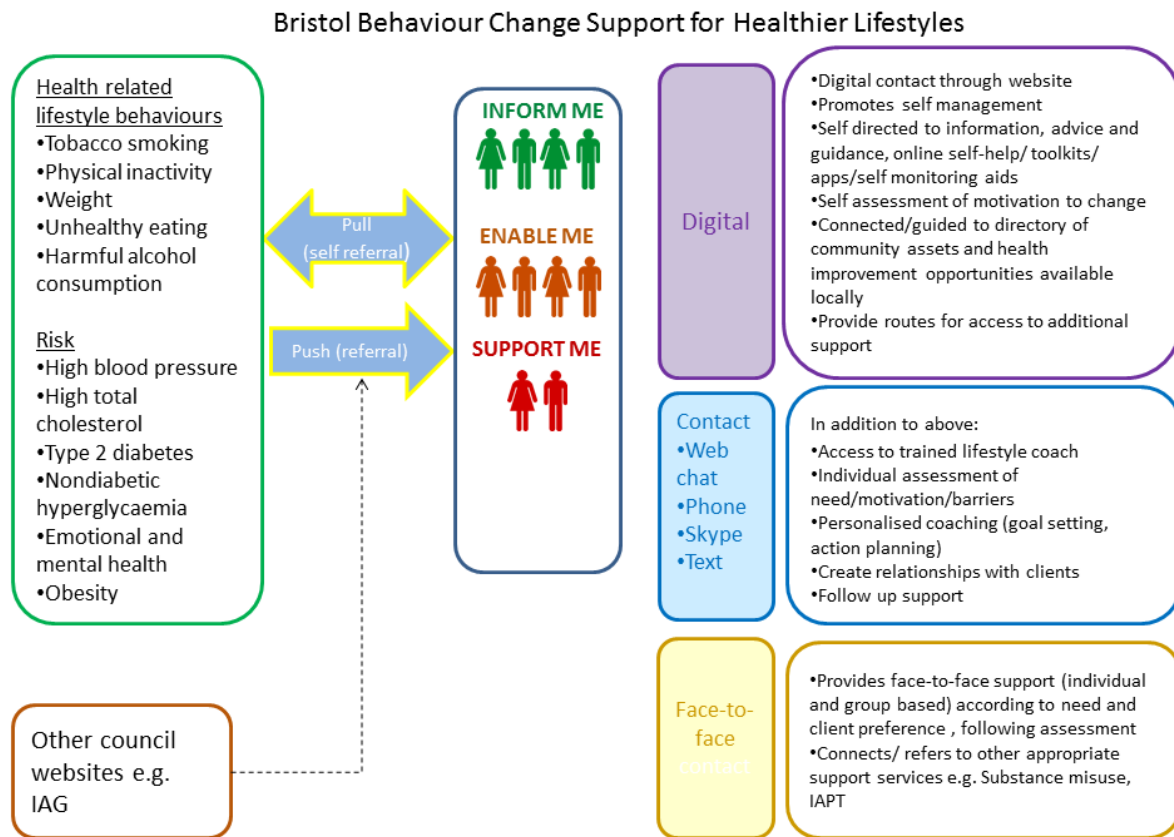 Bristol Behaviour Change Support for Healthier Lifestyles
Health related
lifestyle behaviours
•Tobacco smoking
•Physical inactivity
•Weight
•Unhealthy eating
•Harmful alcohol
consumption
Risk
•High blood pressure
•High total
cholesterol
•Type 2 diabetes
•Nondiabetic
hyperglycaemia
•Emotional and
mental health
•Obesity
Other council
websites e.g.
IAG
Pull
(self referral)
Push (referral)
INFORM ME
ENABLE ME
SUPPORT ME
Digital
•Digital contact through website
•Promotes self management
•Self directed to information, advice and
guidance, online self-help/ toolkits/
apps/self monitoring aids
•Self assessment of motivation to change
•Connected/guided to directory of
community assets and health
improvement opportunities available
locally
•Provide routes for access to additional
support
Contact
•Web
chat
•Phone
•Skype
•Text
In addition to above:
•Access to trained lifestyle coach
•Individual assessment of
need/motivation/barriers
•Personalised coaching (goal setting,
action planning)
•Create relationships with clients
•Follow up support
Face-to-
face
contact
•Provides face-to-face support (individual
and group based) according to need and
client preference , following assessment
•Connects/ refers to other appropriate
support services e.g. Substance misuse,
IAPT